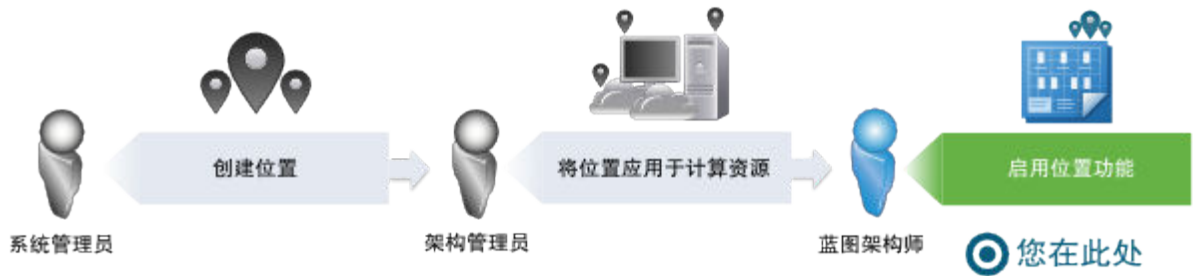 创建位置
将位置应用于计算资源
启用位置功能
系统管理员
架构管理员
蓝图架构师
您在此处